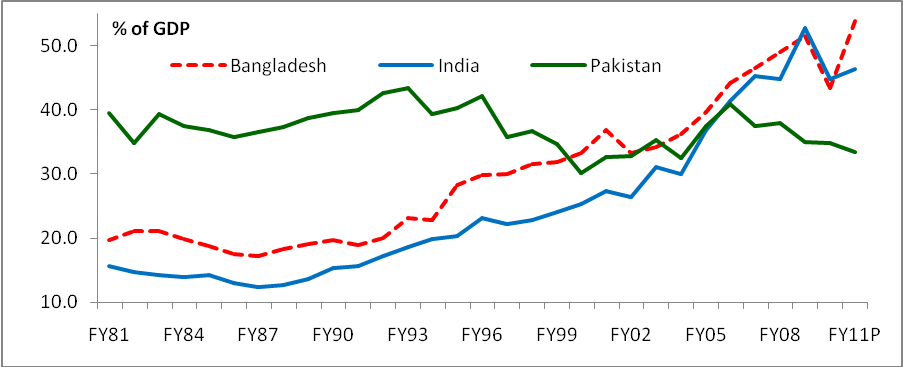 % of GDP
Bangladesh India Pakistan
50.0
40.0
30.0
20.0
10.0
FY81 FY84 FY87 FY90 FY93 FY96 FY99 FY02 FY05 FY08 FY11P